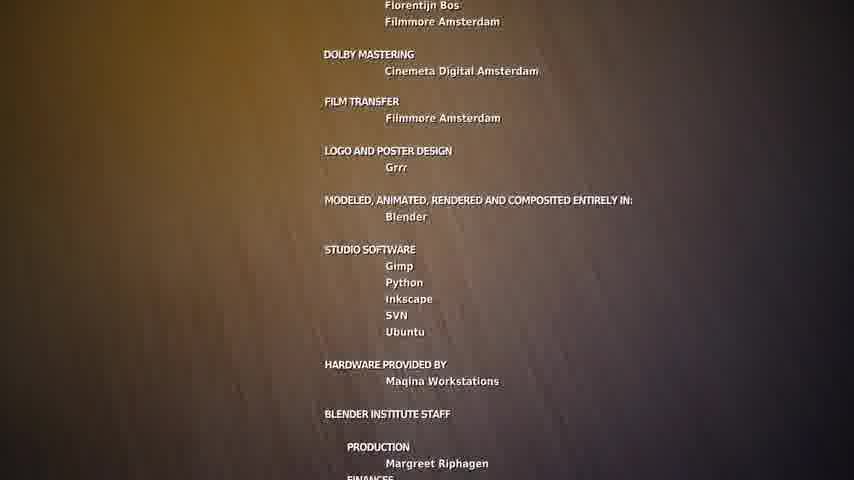 Florentijn Bos
Filmmore Amsterdam
DOLBY MASTERING
Cinemeta Digital Amsterdam
FILM TRANSFER
Filmmore Amsterdam
LOGO AND POSTER DESIGN
Grrr
MODELED, ANIMATED, RENDERED AND COMPOSITED ENTIRELY IN:
Blender
STUDIO SOFTWARE
Gimp
Python
Inkscape
SVN
Ubuntu
HARDWARE PROVIDED BY
Maqina Workstations
BLENDER INSTITUTE STAFF
PRODUCTION
Margreet Riphagen
FINANCES